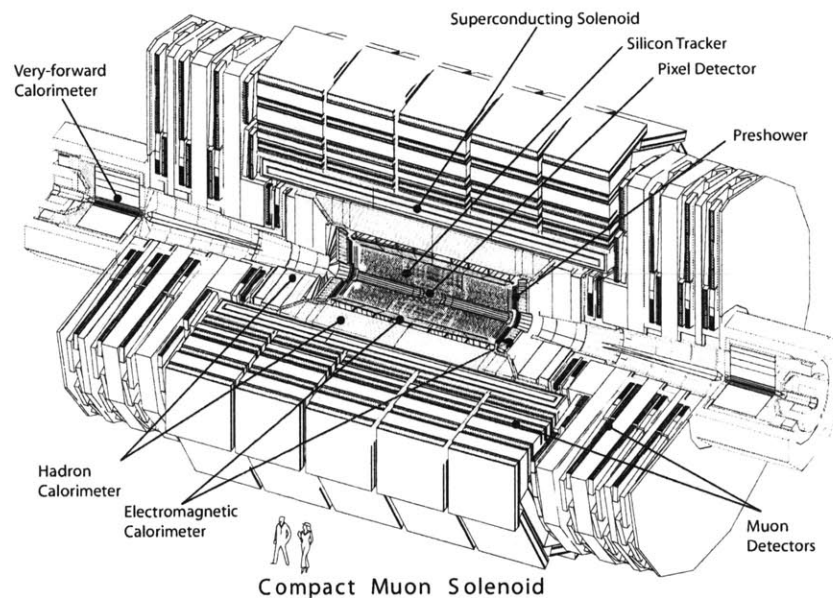 Superconducting Solenoid
Silicon Tracker
Pixel Detector
Very-forward
Calorimeter
Preshower
Hadron
Calorimeter
Electromagnetic
Calorimeter
Muon
Detectors
Compact Muon Solenoid